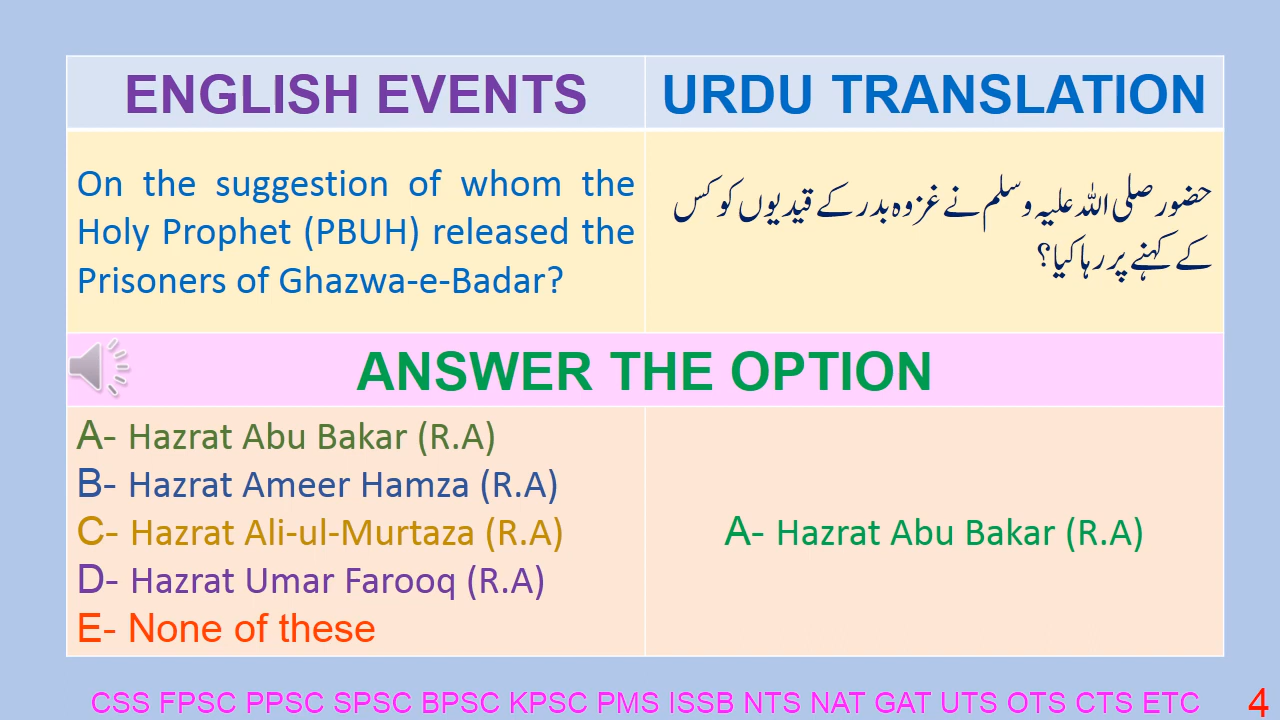 ENGLISH EVENTS
URDU TRANSLATION
On the suggestion of whom the
Holy Prophet (PBUH) released the
Prisoners of Ghazwa-e-Badar?
حضور صلی اللہ علیہ وسلم نے غزوہ بدر کے قیدیوں کو کس
کے کہنے پر رہا کیا؟
ANSWER THE OPTION
A- Hazrat Abu Bakar (R.A)
B- Hazrat Ameer Hamza (R.A)
C- Hazrat Ali-ul-Murtaza (R.A)
D- Hazrat Umar Farooq (R.A)
E- None of these
A- Hazrat Abu Bakar (R.A)
CSS FPSC PPSC SPSC BPSC KPSC PMS ISSB NTS NAT GAT UTS OTS CTS ETC
4